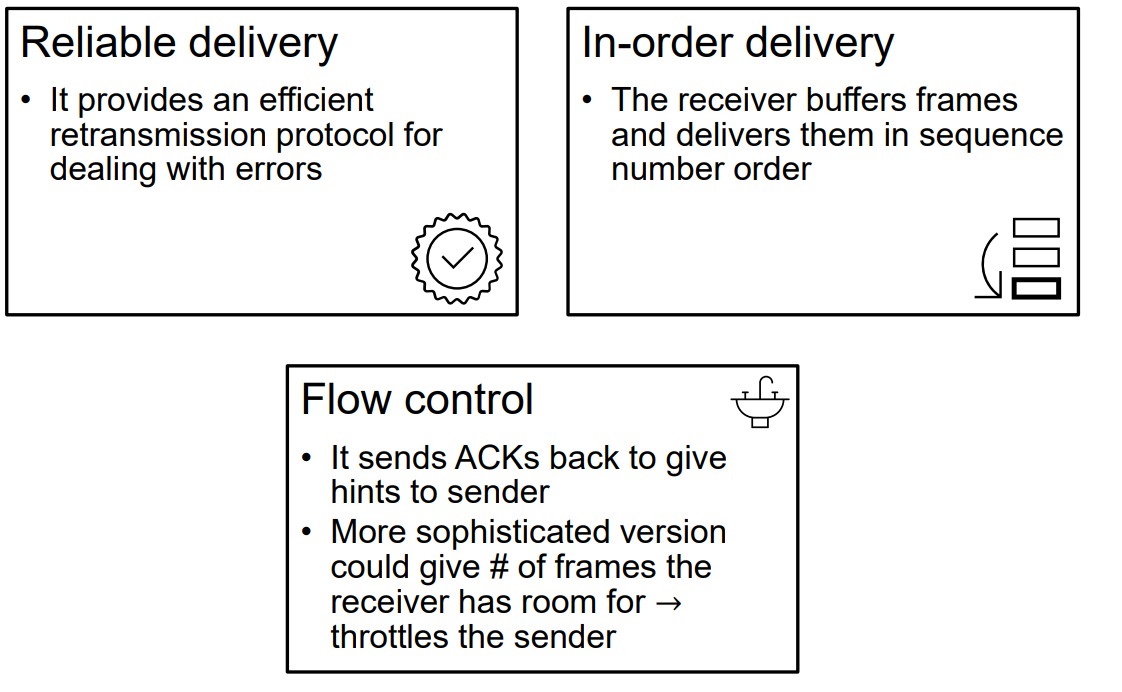 Reliable delivery
• It provides an efficient
retransmission protocol for
dealing with errors
In-order delivery
• The receiver buffers frames
and delivers them in sequence
number order
Flow control
• It sends ACKs back to give
hints to sender
• More sophisticated version
could give # of frames the
receiver has room for →
throttles the sender